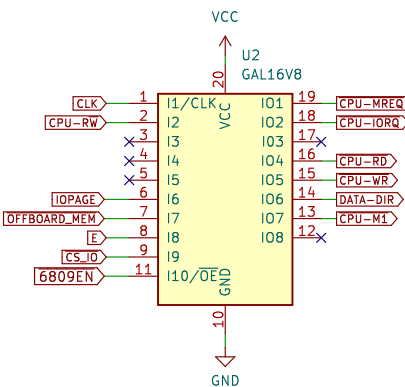 VCC
U2
GAL16V8
CLK 1 I1/CLK 20 VCC IO1 19 CPU-MREQ
CPU-RW 2 I2 IO2 18 CPU-IORQ
3 I3 IO3 17
4 I4 IO4 16 CPU-RD
5 I5 IO5 15 CPU-WR
IOPAGE 6 I6 IO6 14 DATA-DIR
OFFBOARD_MEM 7 I7 IO7 13 CPU-M1
E 8 I8 IO8 12
CS_IO 9 I9
6809EN 11 I10/OE GND
10
GND